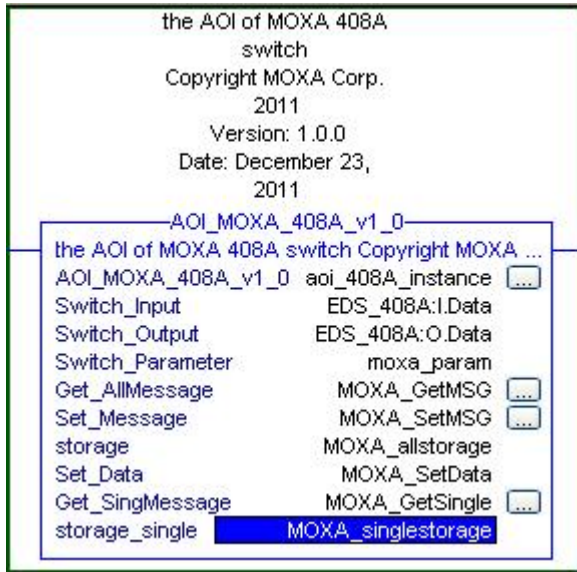 the AOI of MOXA 408A
switch
Copyright MOXA Corp.
2011
Version: 1.0.0
Date: December 23,
2011
AOI_MOXA_408A_v1_0
the AOI of MOXA 408A switch Copyright MOXA ...
AOI_MOXA_408A_v1_0 aoi_408A_instance ...
Switch_Input EDS_408A:I.Data
Switch_Output EDS_408A:O.Data
Switch_Parameter moxa_param
Get_AllMessage MOXA_GetMSG ...
Set_Message MOXA_SetMSG ...
storage MOXA_allstorage
Set_Data MOXA_SetData
Get_SingMessage MOXA_GetSingle ...
storage_single MOXA_singlestorage